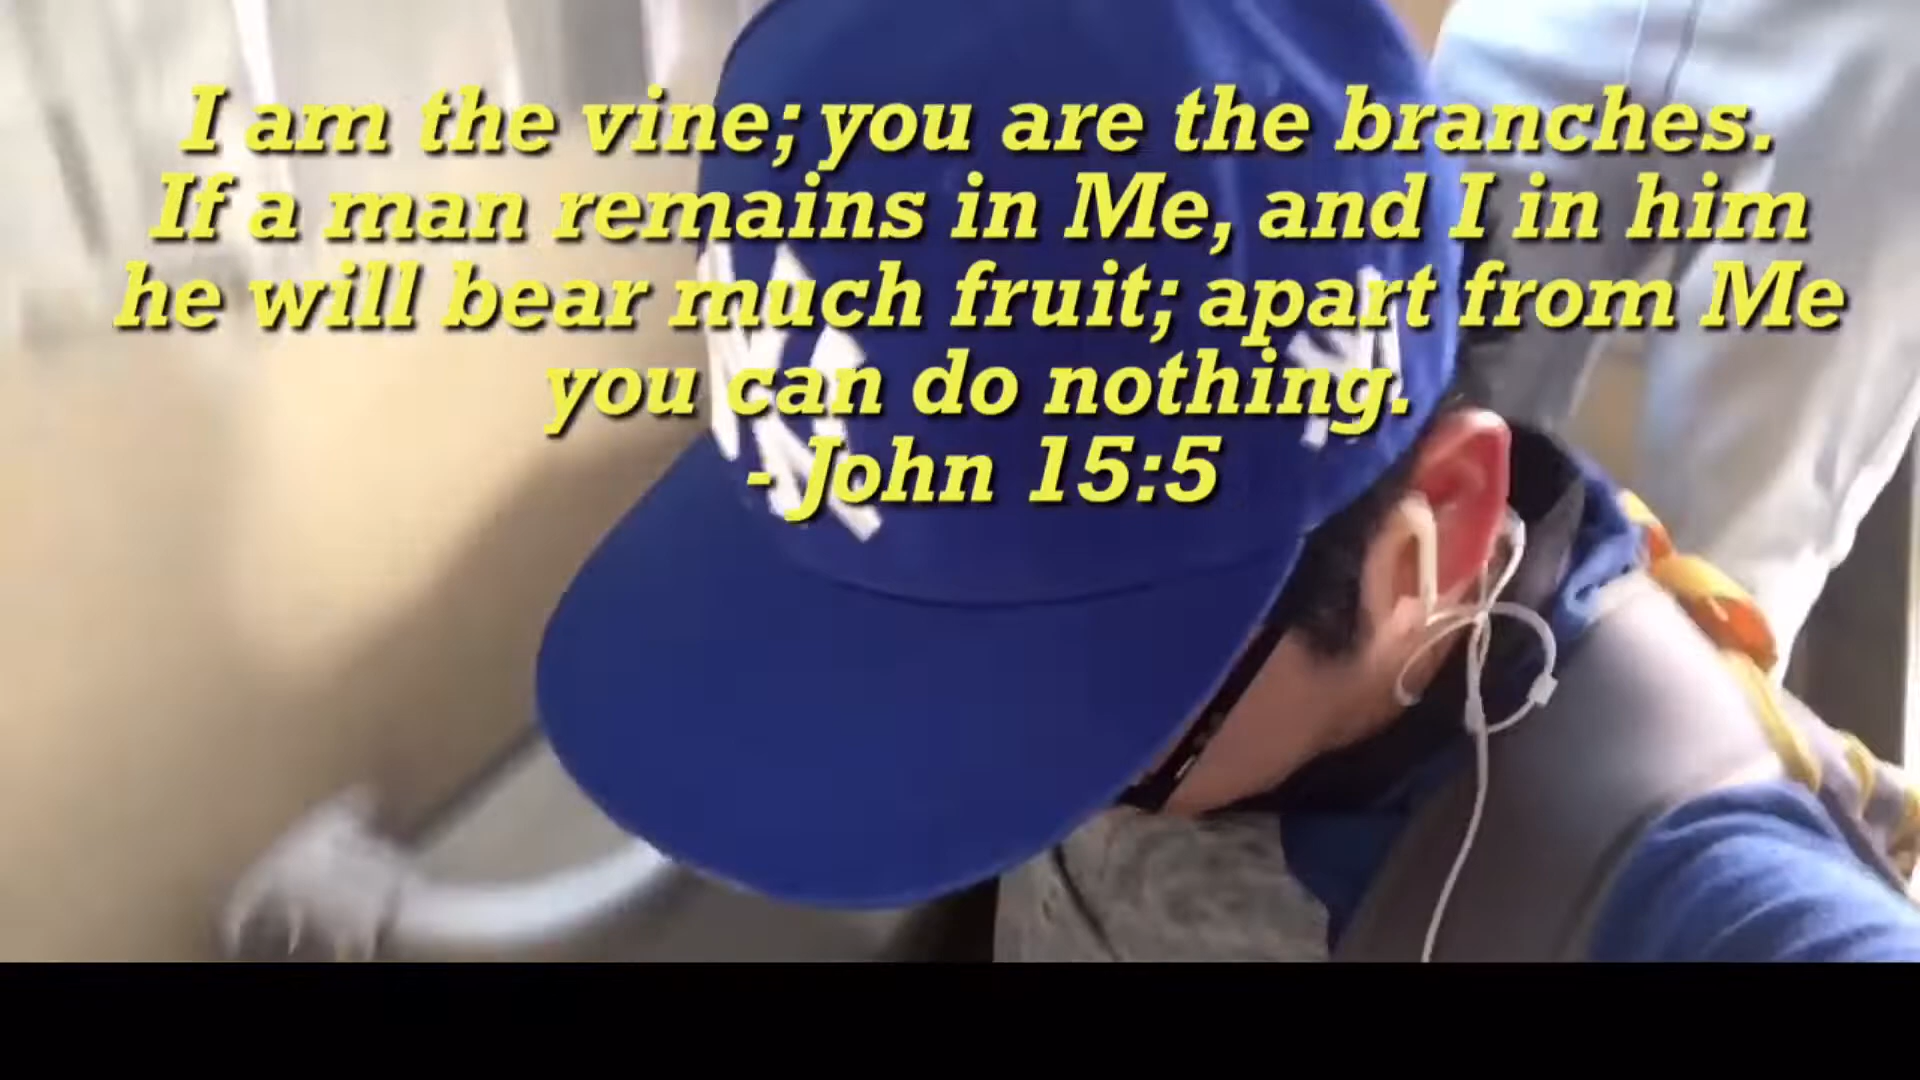 I am the vine; you are the branches.
If a man remains in Me, and I in him
he will bear much fruit; apart from Me
you can do nothing.
- John 15:5